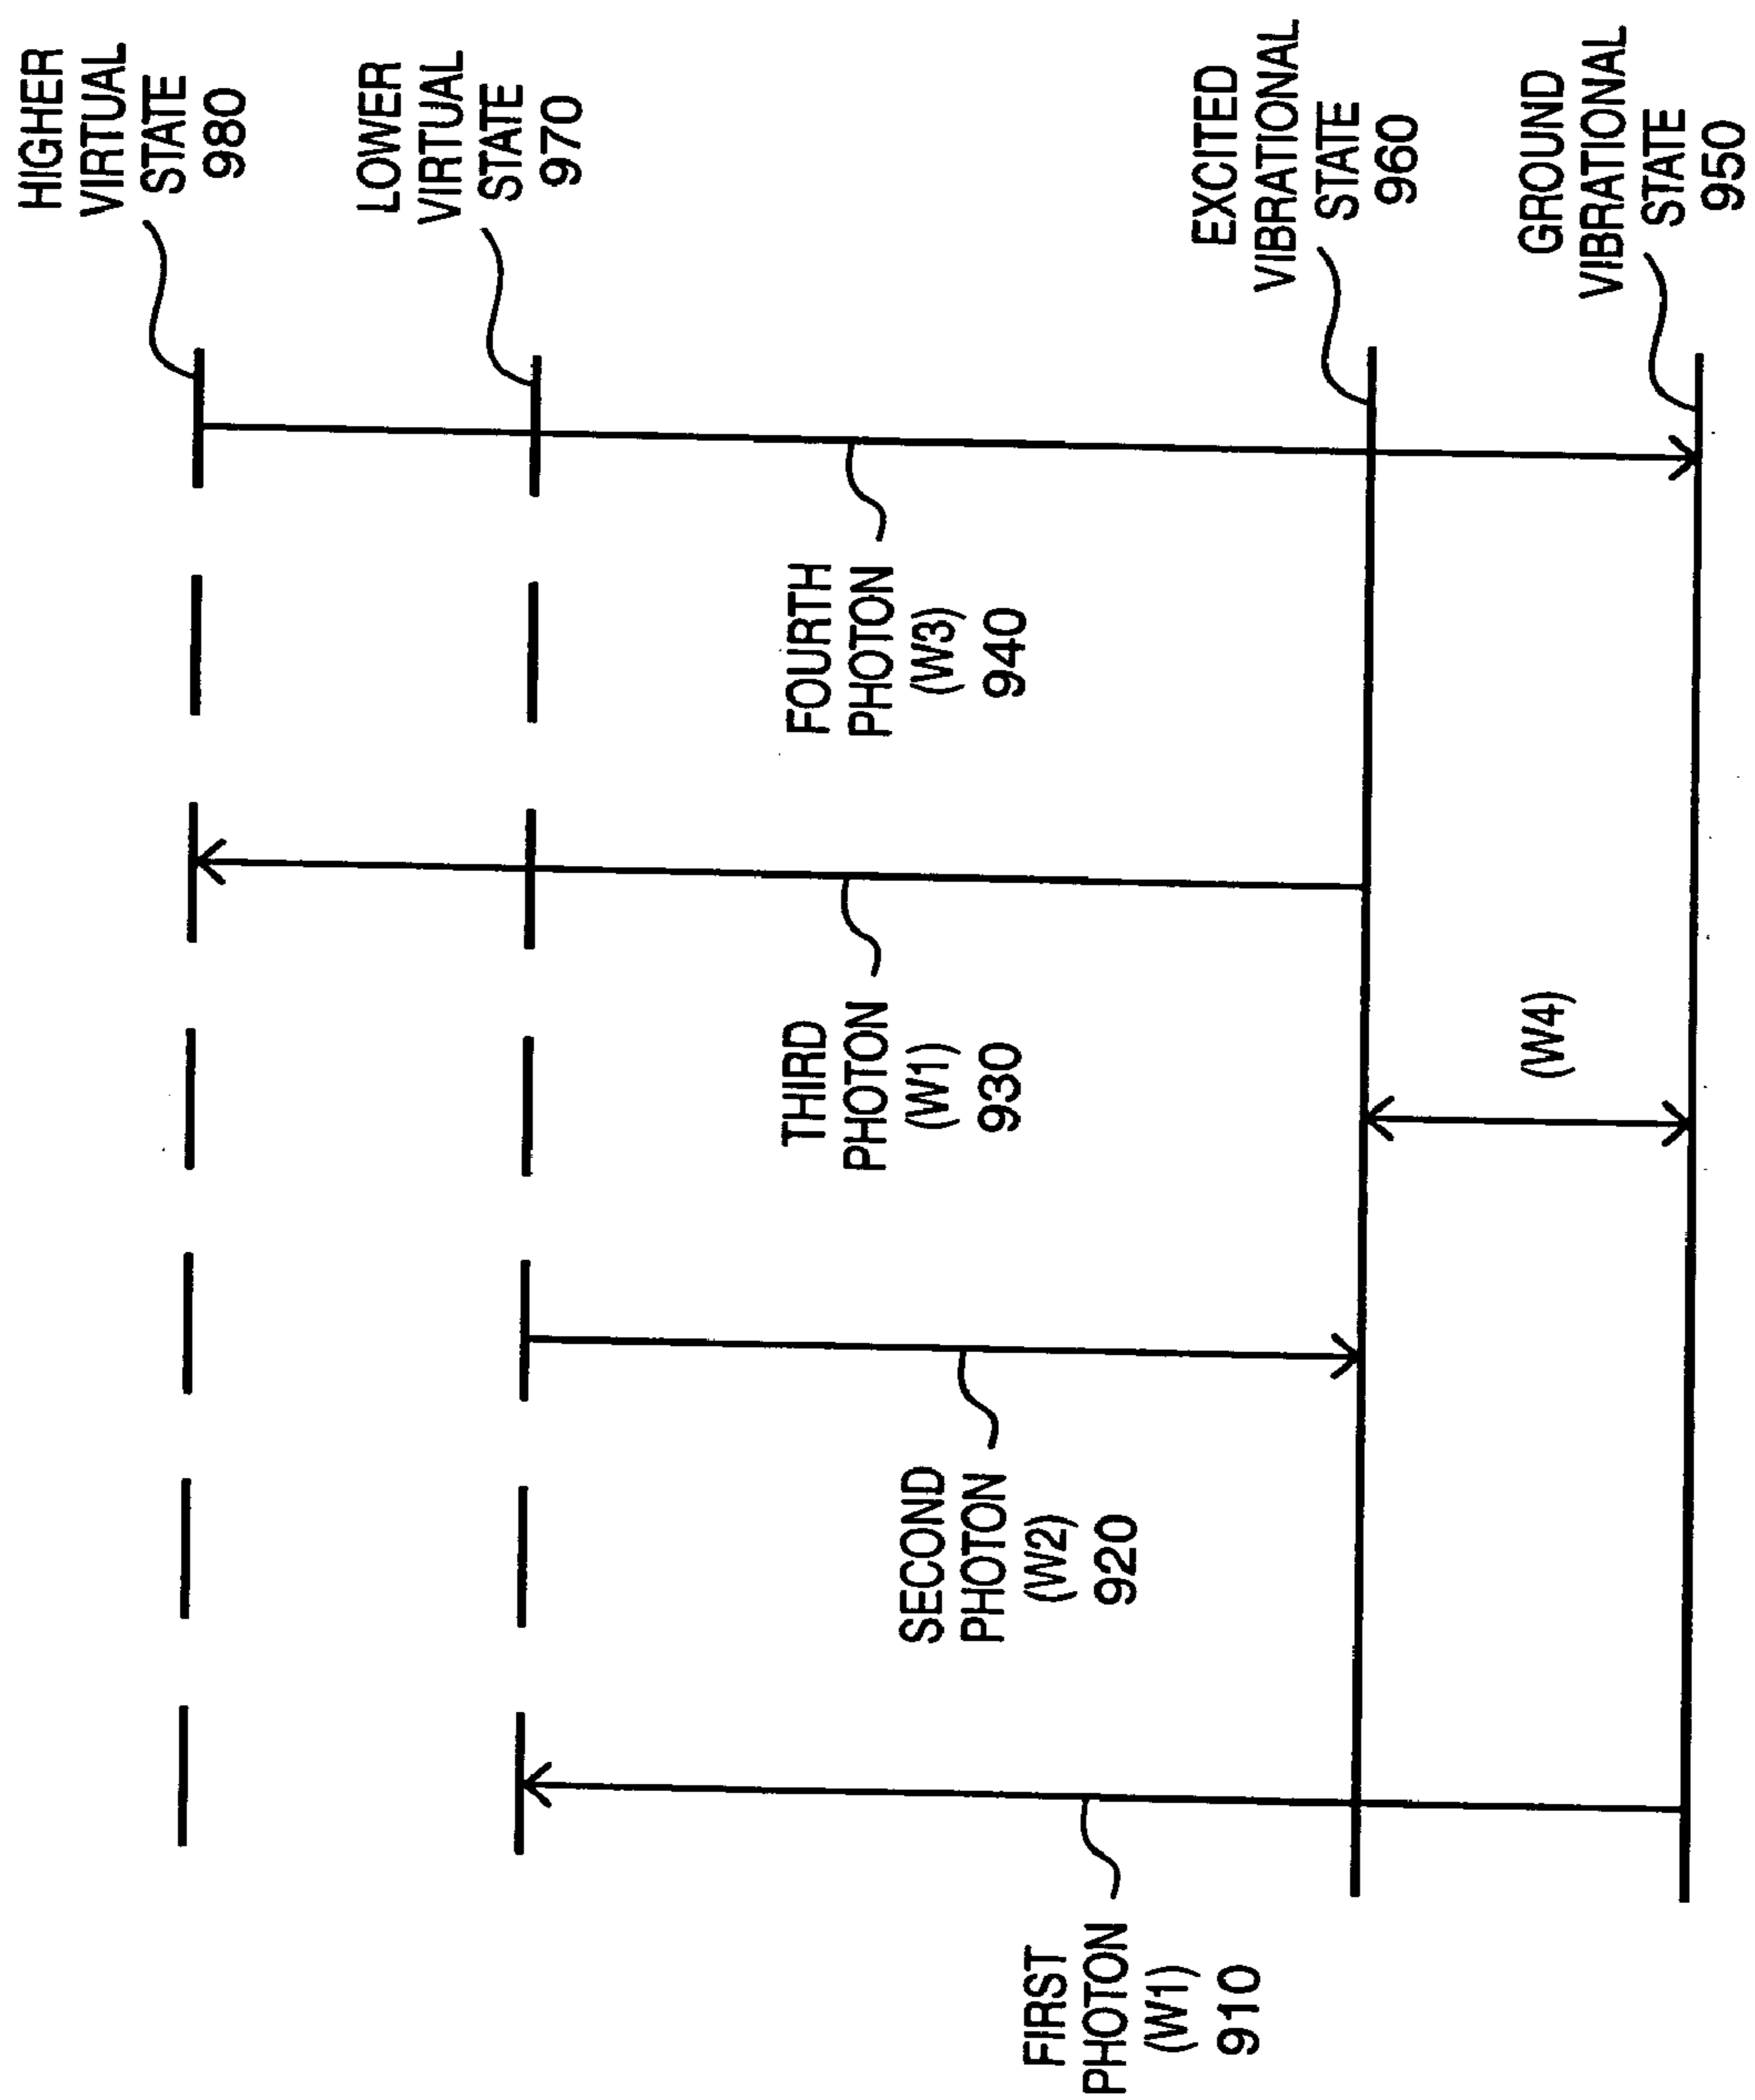 HIGHER
VIRTUAL
STATE
980
LOWER
VIRTUAL
STATE
970
EXCITED
VIBRATIONAL
STATE
960
GROUND
VIBRATIONAL
STATE
950
FIRST
PHOTON
(W1)
910
SECOND
PHOTON
(W2)
920
THIRD
PHOTON
(W1)
930
FOURTH
PHOTON
(W3)
940
(W4)